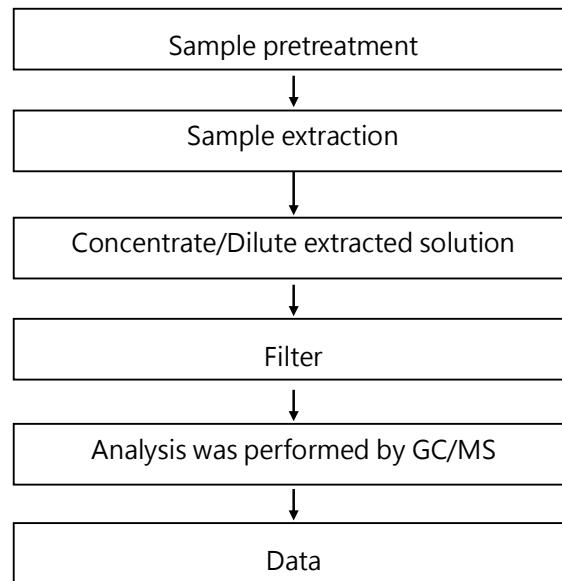 Sample pretreatment
Sample extraction
Concentrate/Dilute extracted solution
Filter
Analysis was performed by GC/MS
Data